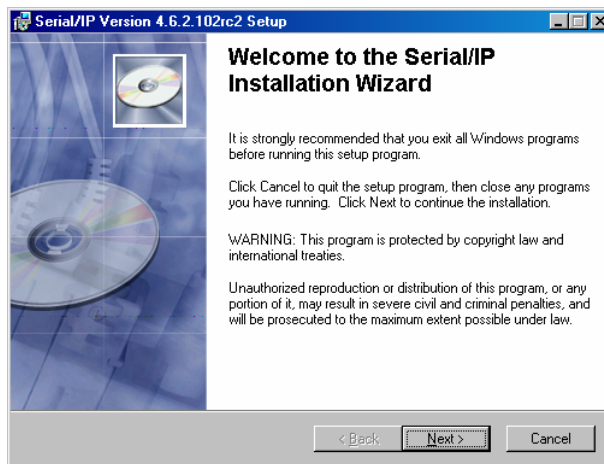 Serial/IP Version 4.6.2.102rc2 Setup
Welcome to the Serial/IP
Installation Wizard
It is strongly recommended that you exit all Windows programs
before running this setup program.
Click Cancel to quit the setup program, then close any programs
you have running. Click Next to continue the installation.
WARNING: This program is protected by copyright law and
international treaties.
Unauthorized reproduction or distribution of this program, or any
portion of it, may result in severe civil and criminal penalties, and
will be prosecuted to the maximum extent possible under law.
< Back Next > Cancel